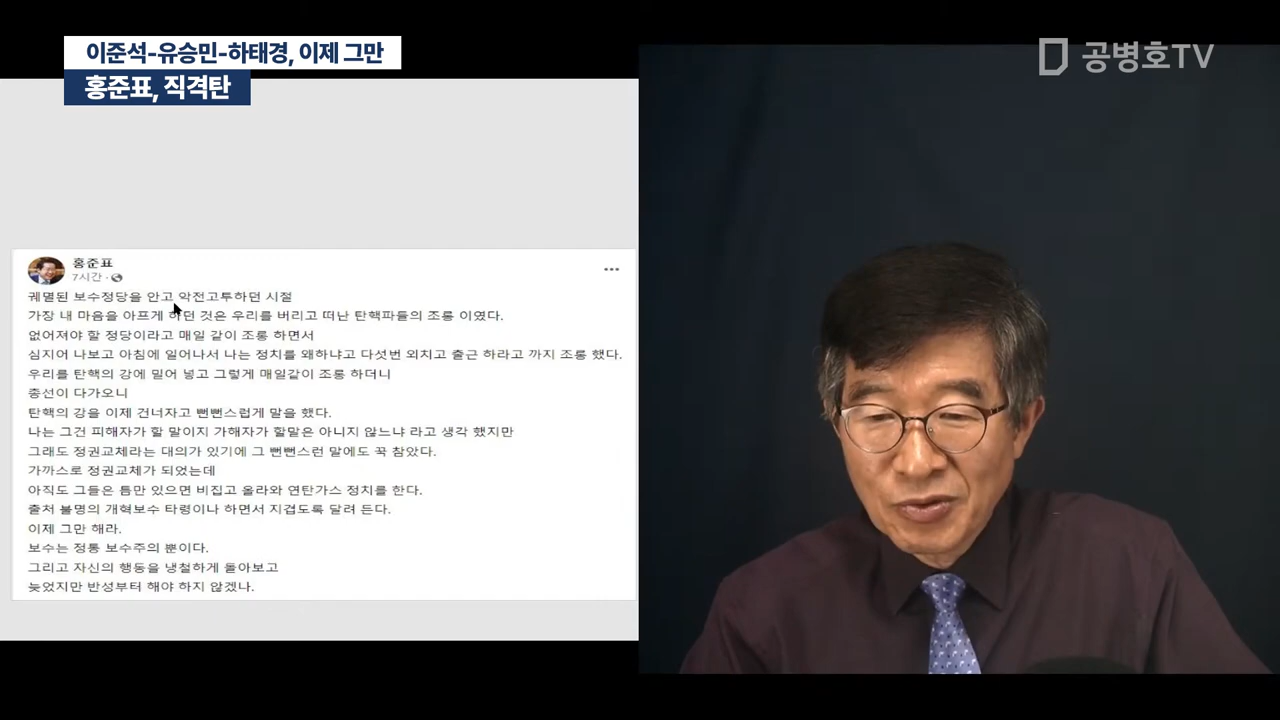 이준석-유승민-하태경, 이제 그만
홍준표, 직격탄
공병호TV
홍준표
7시간 ·
궤멸된 보수정당을 안고 악전고투하던 시절
가장 내 마음을 아프게 하던 것은 우리를 버리고 떠난 탄핵파들의 조롱 이였다.
없어져야 할 정당이라고 매일 같이 조롱 하면서
심지어 나보고 아침에 일어나서 나는 정치를 왜하냐고 다섯번 외치고 출근 하라고 까지 조롱 했다.
우리를 탄핵의 강에 밀어 넣고 그렇게 매일같이 조롱 하더니
종선이 다가오니
탄핵의 강을 이제 건너자고 뻔뻔스럽게 말을 했다.
나는 그건 피해자가 할 말이지 가해자가 할말은 아니지 않느냐 라고 생각 했지만
그래도 정권교체라는 대의가 있기에 그 뻔뻔스런 말에도 꾹 참았다.
가까스로 정권교체가 되었는데
아직도 그들은 틈만 있으면 비집고 올라와 연탄가스 정치를 한다.
출처 불명의 개혁보수 타령이나 하면서 지겹도록 달려 든다.
이제 그만 해라.
보수는 정통 보수주의 뿐이다.
그리고 자신의 행동을 냉철하게 돌아보고
늦었지만 반성부터 해야 하지 않겠나.